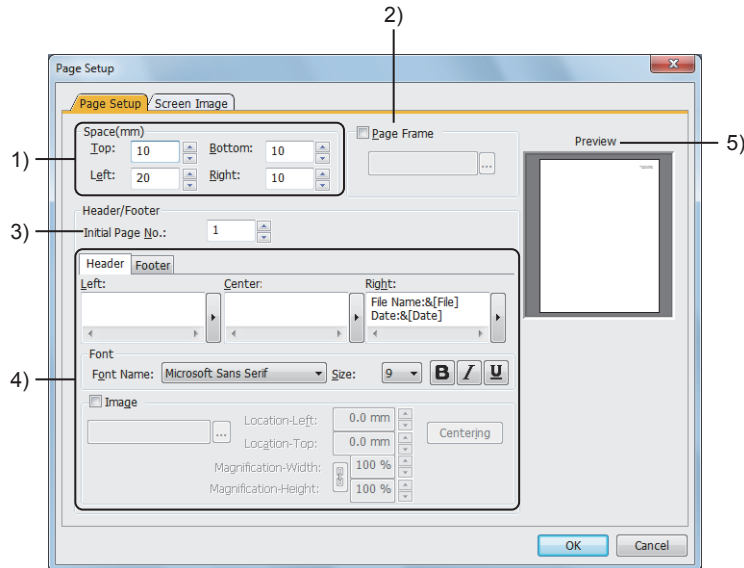 2)
Page Setup
Page Setup Screen Image
Space(mm)
Top: 10 Bottom: 10
Left: 20 Right: 10
1)
Page Frame
...
Preview
5)
Header/Footer
3)
Initial Page No.: 1
Header Footer
Left: Center: Right:
File Name:&[File]
Date:&[Date]
4)
Font
Font Name: Microsoft Sans Serif Size: 9 B I U
Image
... Location-Left: 0.0 mm
Location-Top: 0.0 mm Centering
Magnification-Width: 100 %
Magnification-Height: 100 %
OK Cancel